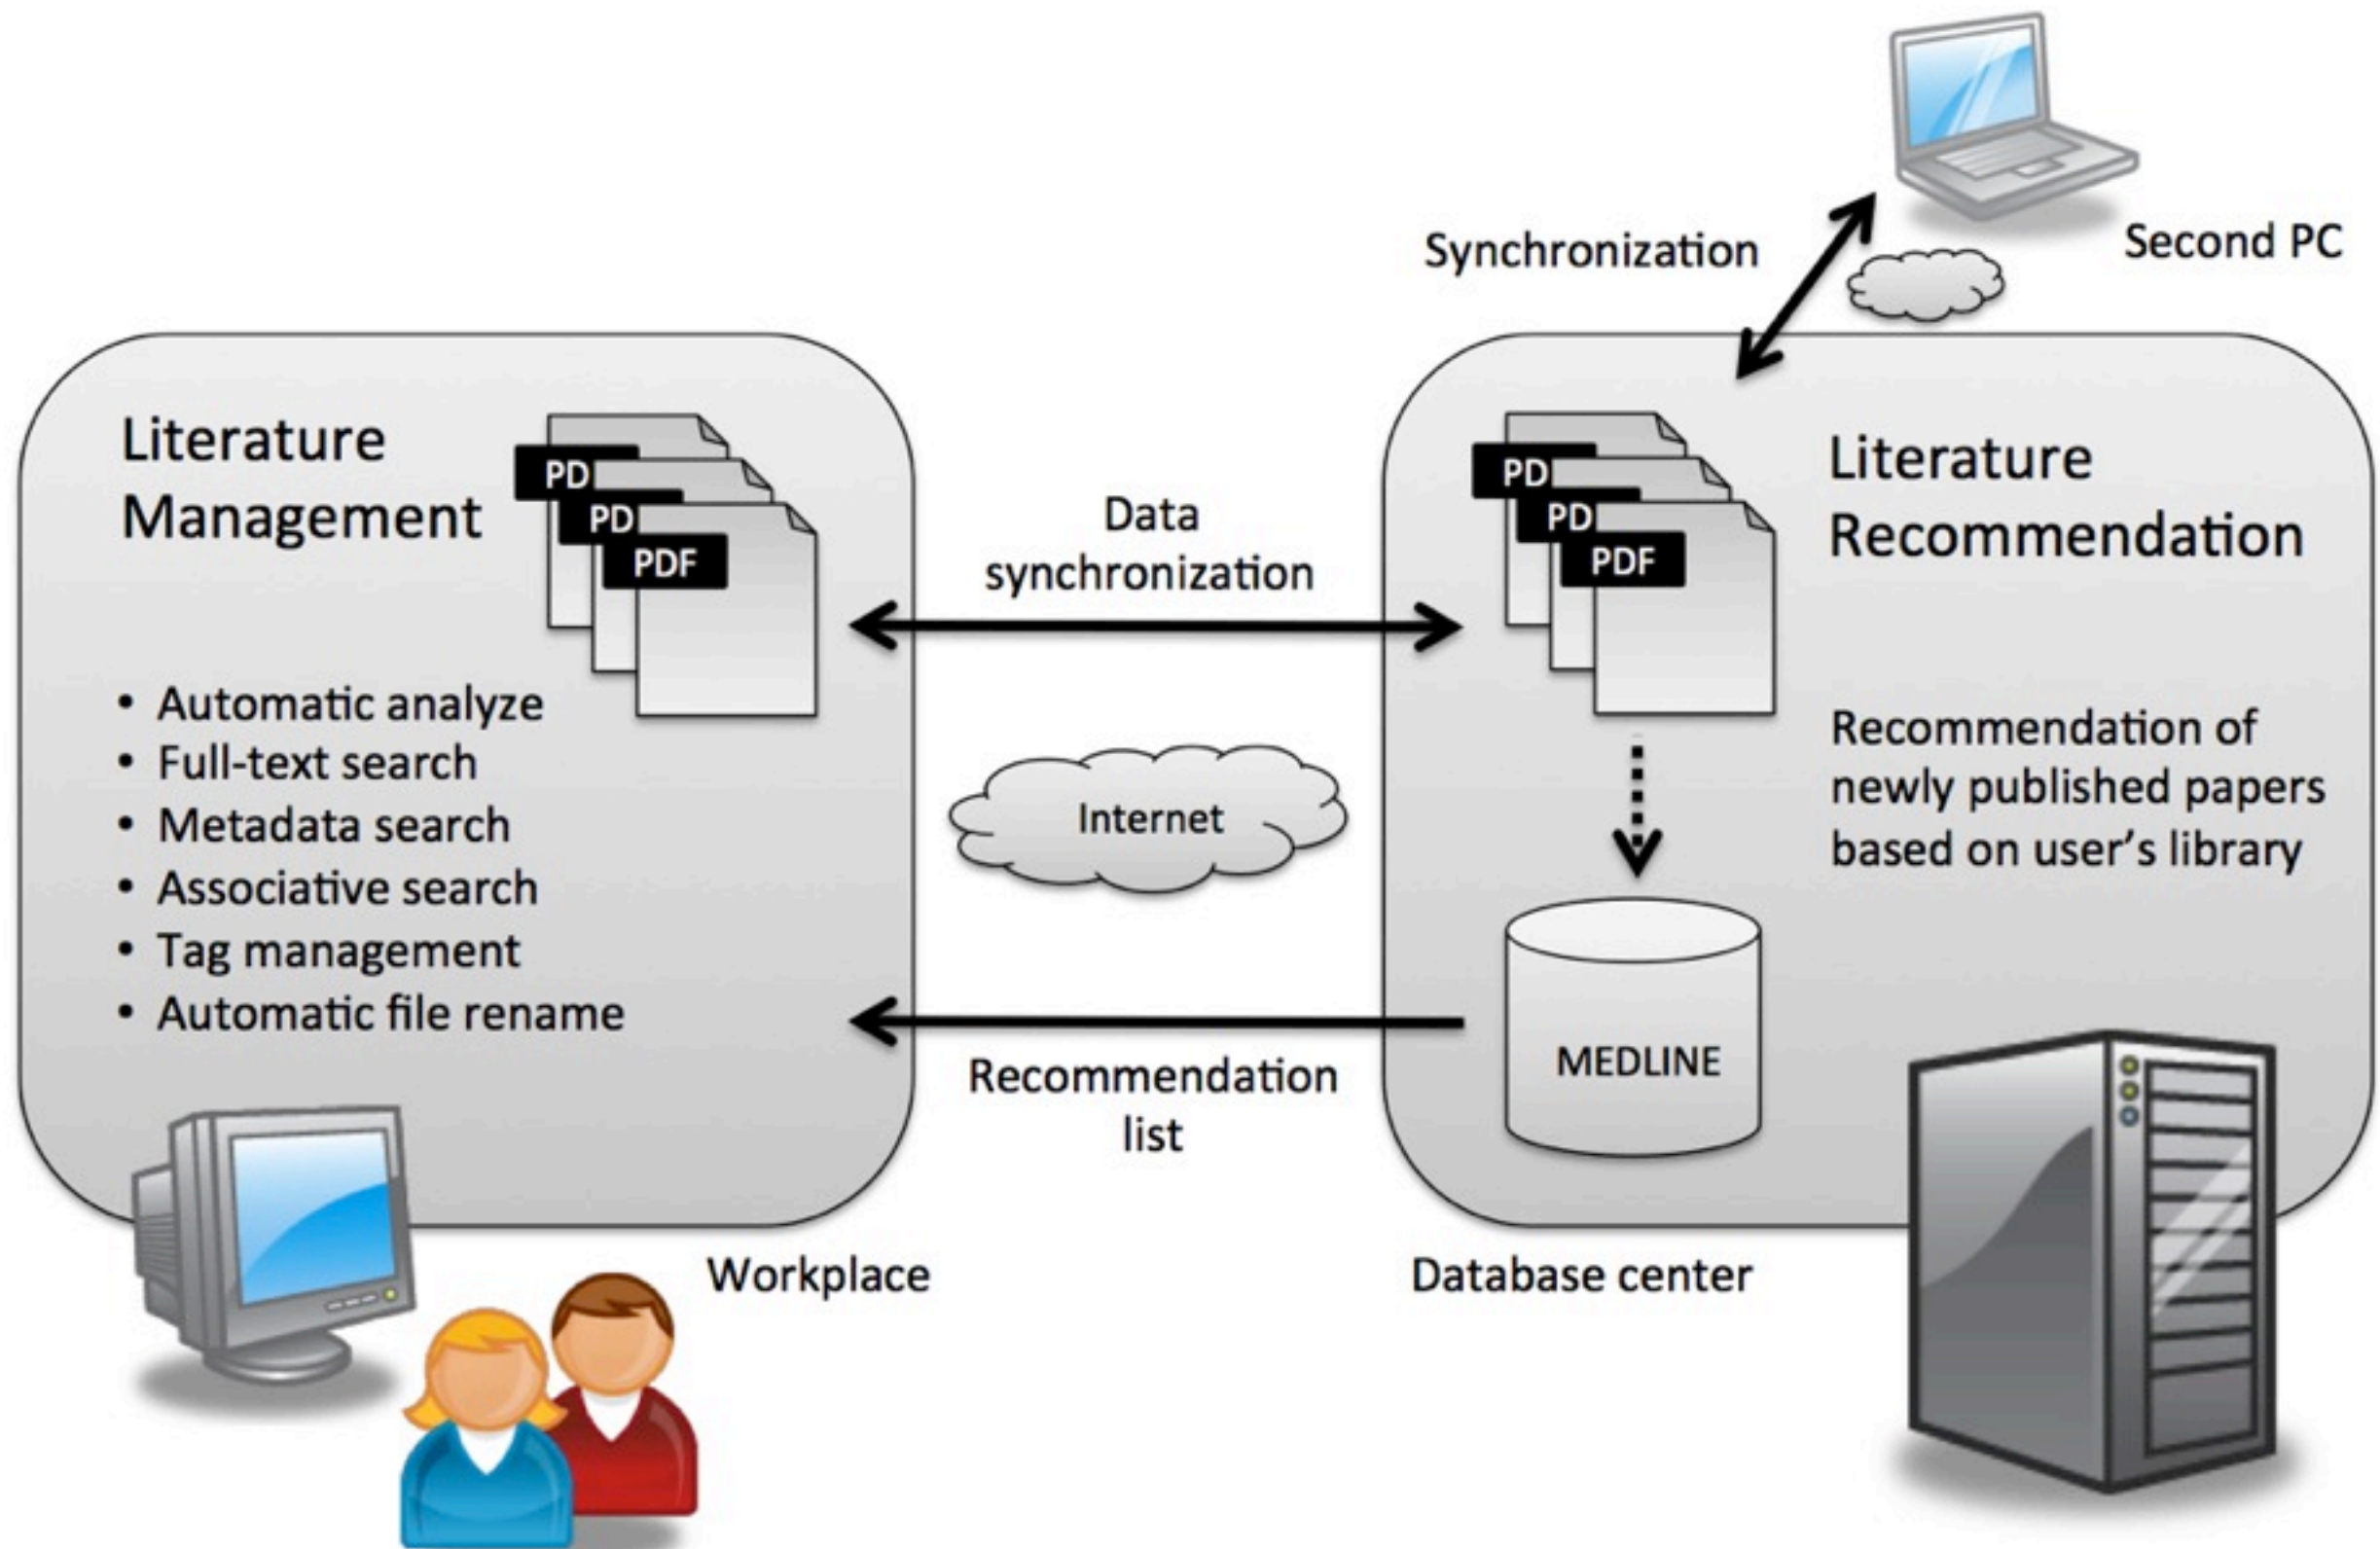 Second PC
Synchronization
Literature
Management
PD
PD
PDF
• Automatic analyze
• Full-text search
• Metadata search
• Associative search
• Tag management
• Automatic file rename
Workplace
Data
synchronization
Internet
Recommendation
list
PD
PD
PDF
Literature
Recommendation
Recommendation of
newly published papers
based on user's library
MEDLINE
Database center